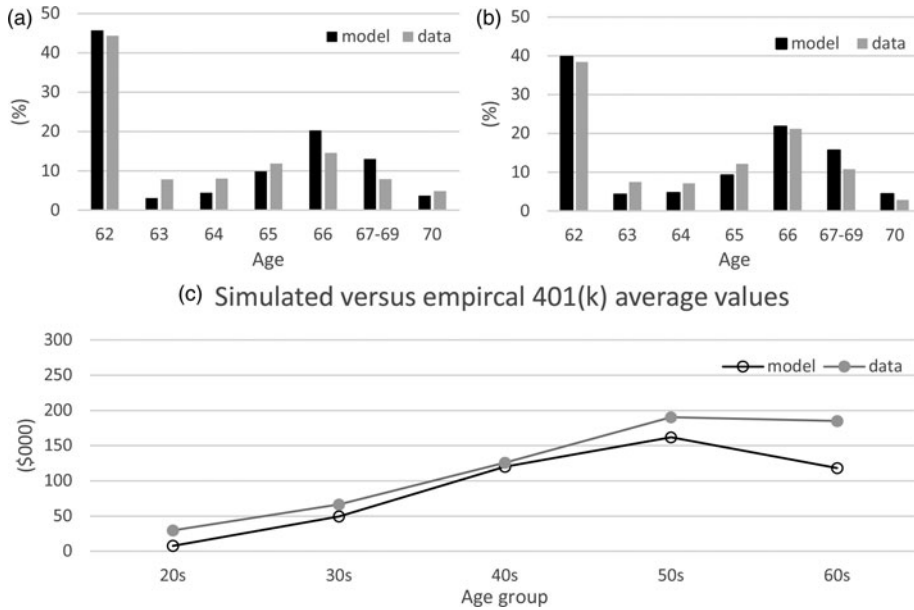 (a)
50
40
30
20
10
0
(%)
model data
62 63 64 65 66 67-69 70
Age
(b)
50
40
30
20
10
0
(%)
model data
62 63 64 65 66 67-69 70
Age
(c) Simulated versus empircal 401(k) average values
300
250
200
150
100
50
0
($000)
model data
20s 30s 40s 50s 60s
Age group